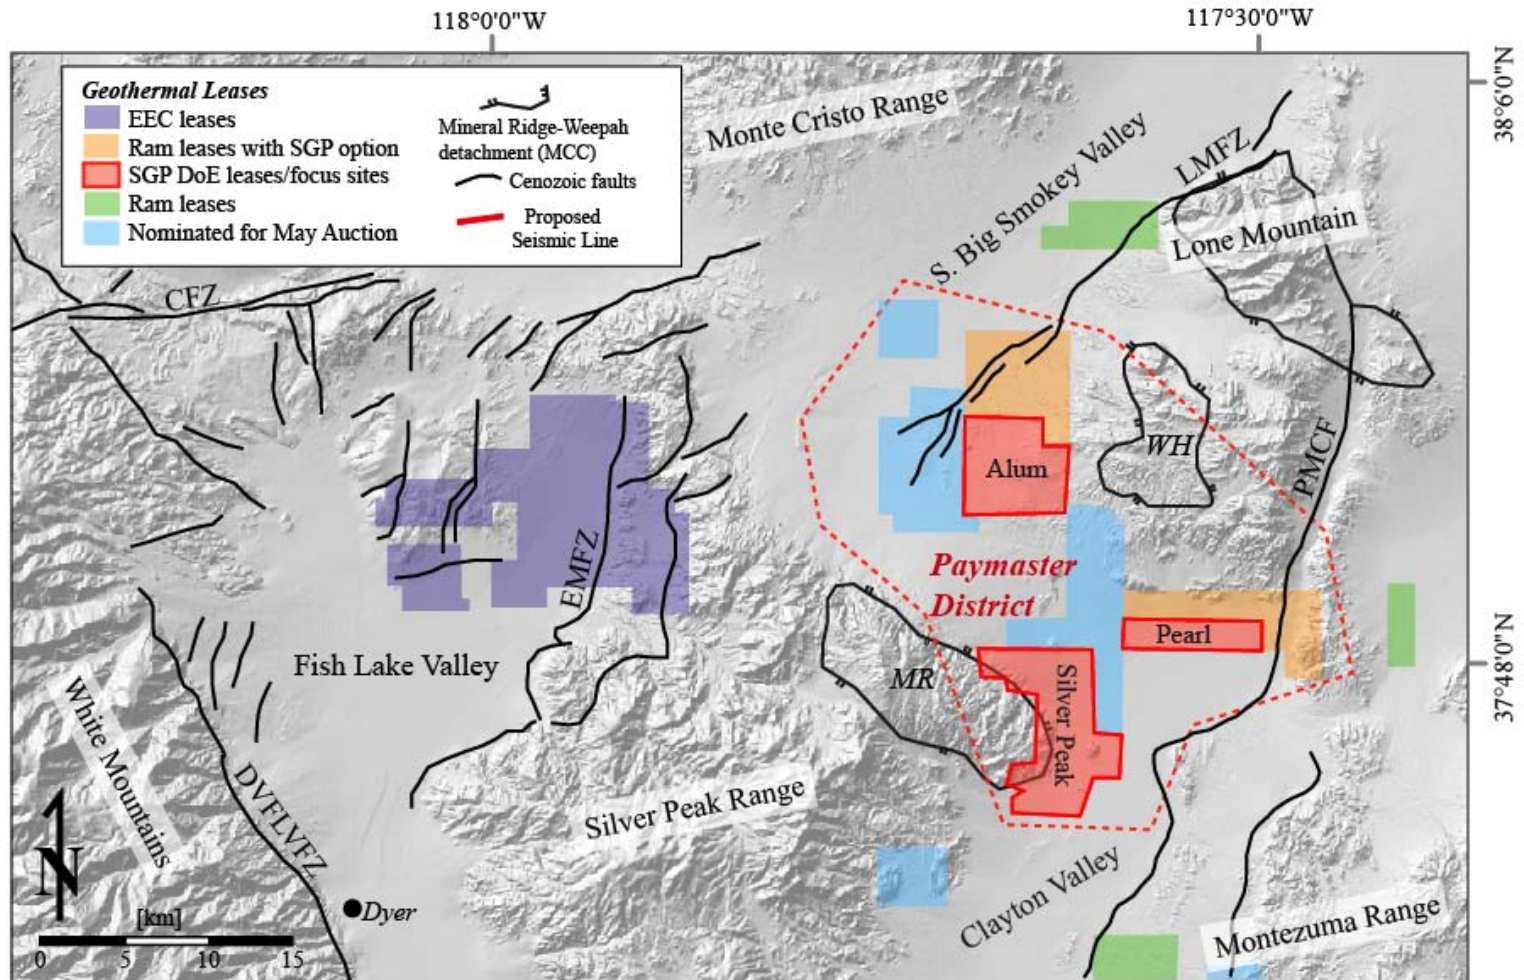 118°0'0"W
117°30'0"W
38°6'0"N
37°48'0"N
Geothermal Leases
EEC leases
Ram leases with SGP option
SGP DoE leases/focus sites
Ram leases
Nominated for May Auction
Mineral Ridge-Weepah
detachment (MCC)
Cenozoic faults
Proposed
Seismic Line
Monte Cristo Range
S. Big Smokey Valley
LMFZ
Lone Mountain
CFZ
WH
PMCF
Alum
EMFZ
Paymaster
District
Pearl
Fish Lake Valley
MR
Silver Peak
White Mountains
DVFLVFZ
Silver Peak Range
Clayton Valley
Montezuma Range
N
Dyer
[km]
0 5 10 15